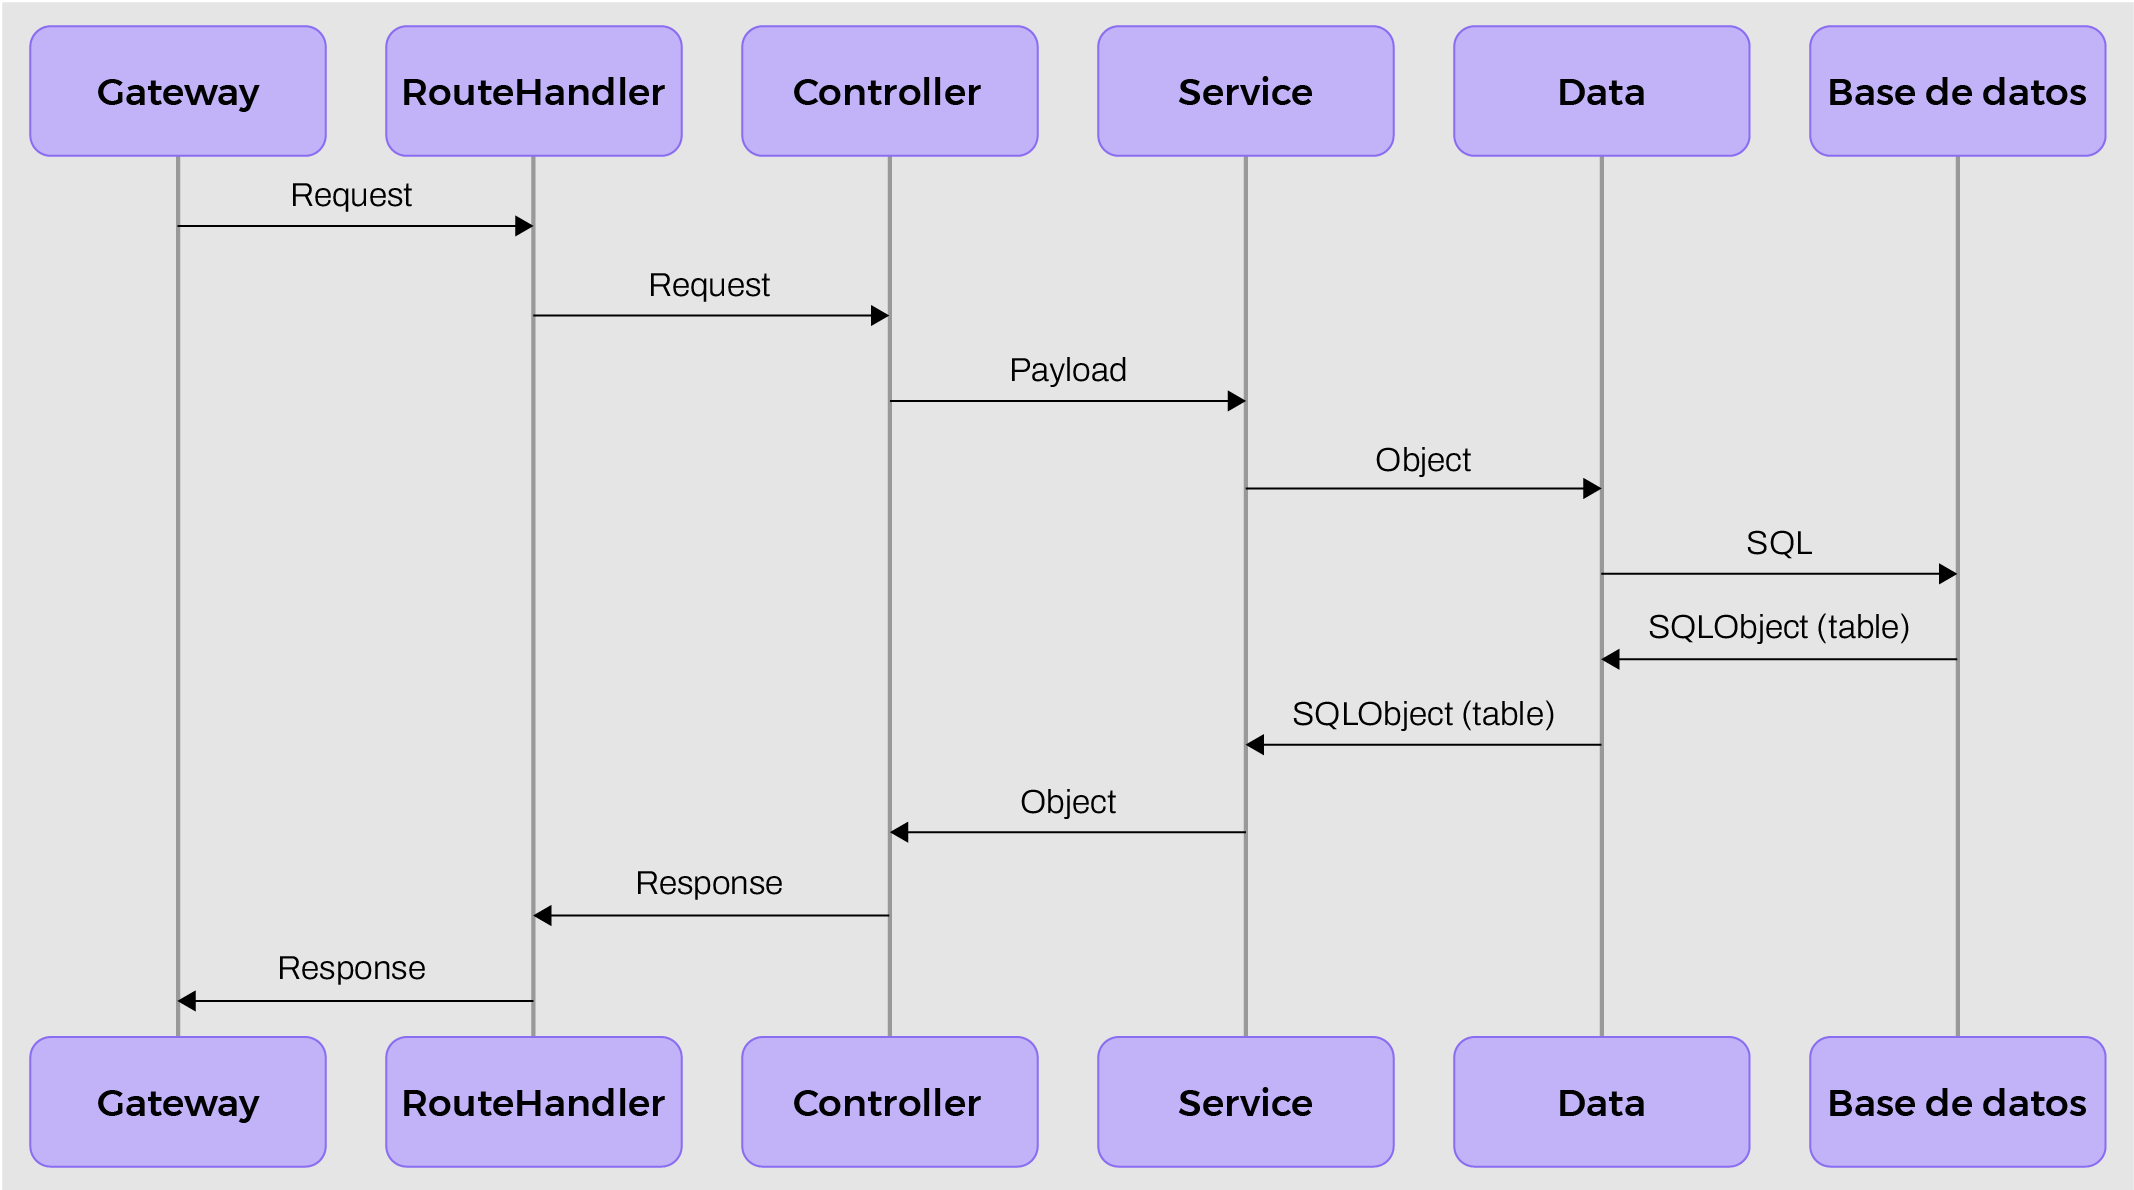 Gateway
RouteHandler
Controller
Service
Data
Base de datos
Request
Request
Payload
Object
SQL
SQLObject (table)
SQLObject (table)
Object
Response
Response
Gateway
RouteHandler
Controller
Service
Data
Base de datos